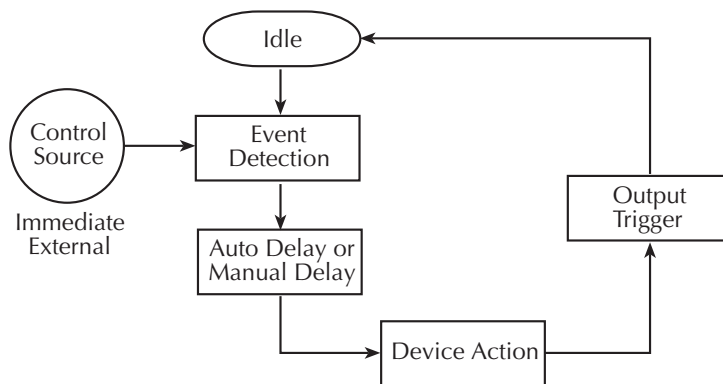 Idle
Control
Source
Immediate
External
Event
Detection
Auto Delay or
Manual Delay
Device Action
Output
Trigger